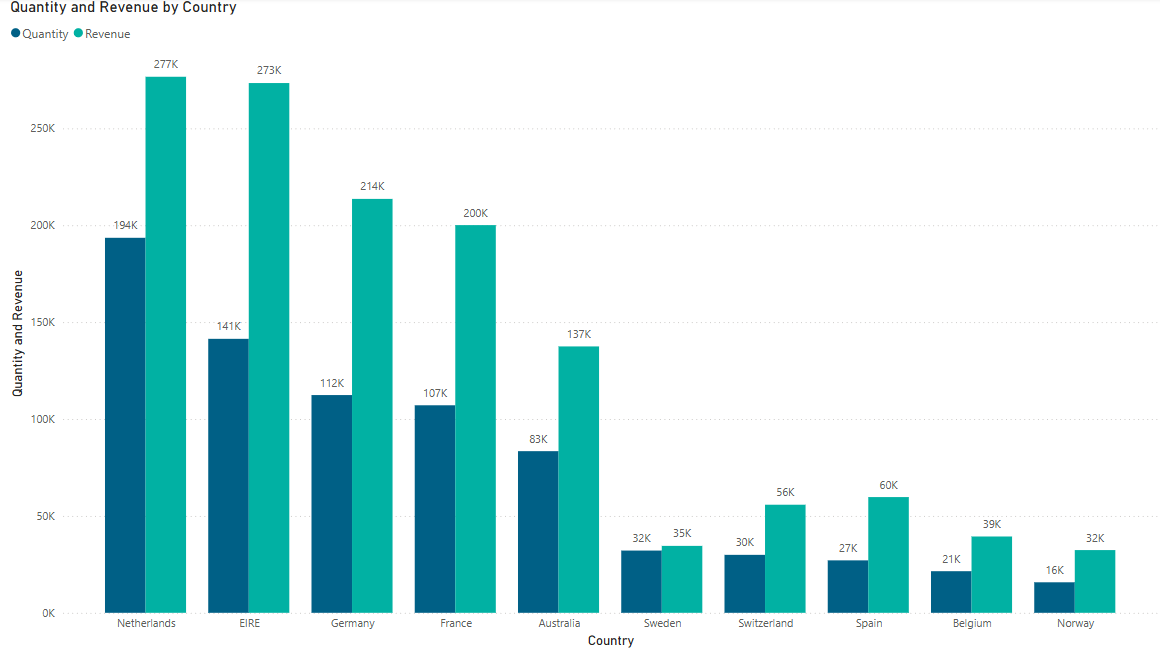 Quantity and Revenue by Country
Quantity Revenue
277K
273K
250K
214K
200K
200K
194K
150K
141K
137K
112K
107K
100K
83K
60K
56K
50K
39K
35K
32K
32K
30K
27K
21K
16K
0K
Netherlands EIRE Germany France Australia Sweden Switzerland Spain Belgium Norway
Country
Quantity and Revenue